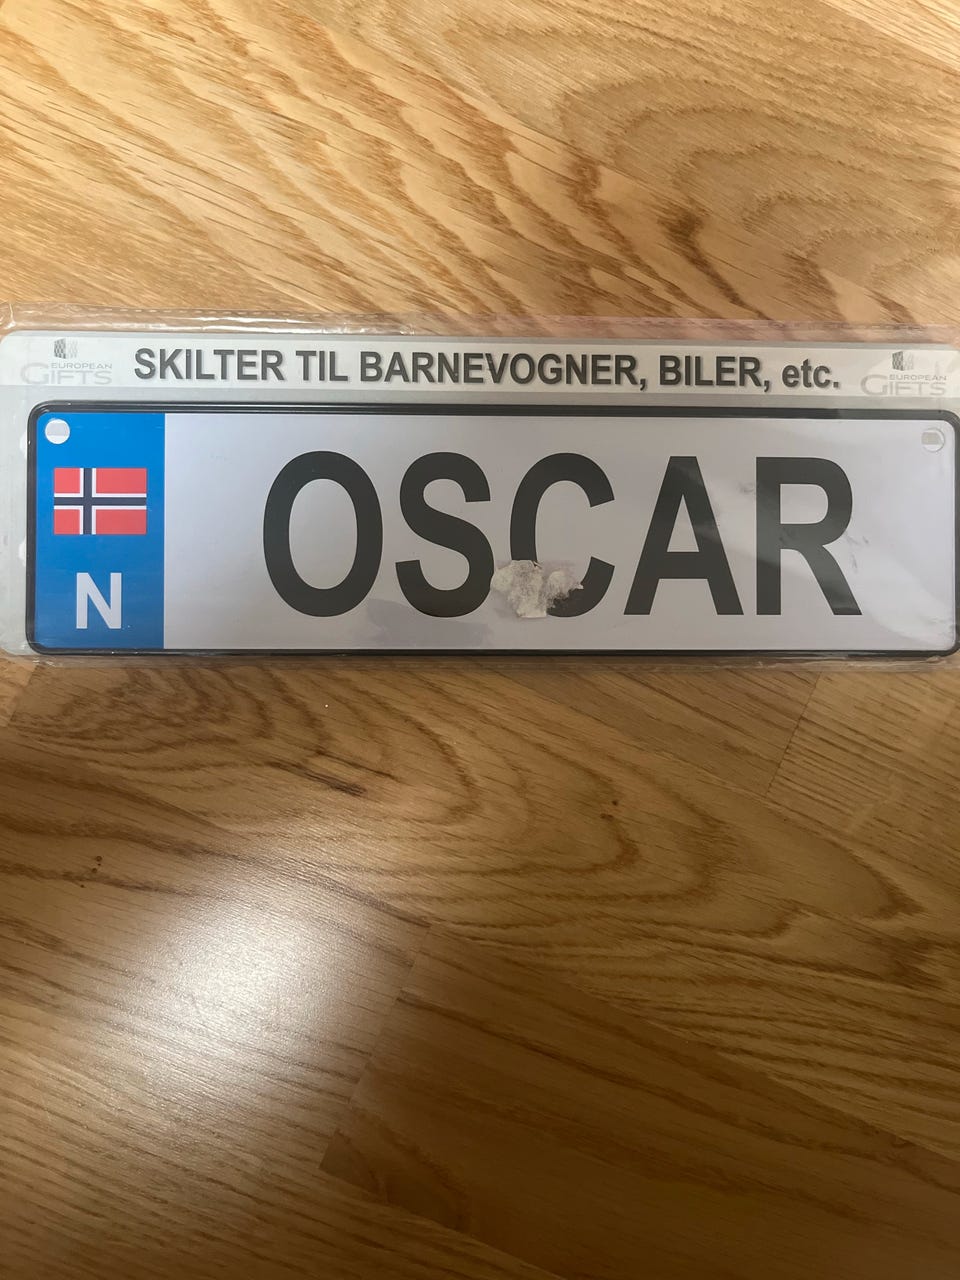 EUROPEAN
GIFTS
SKILTER TIL BARNEVOGNER, BILER, etc.
EUROPEAN
GIFTS
N
OSCAR